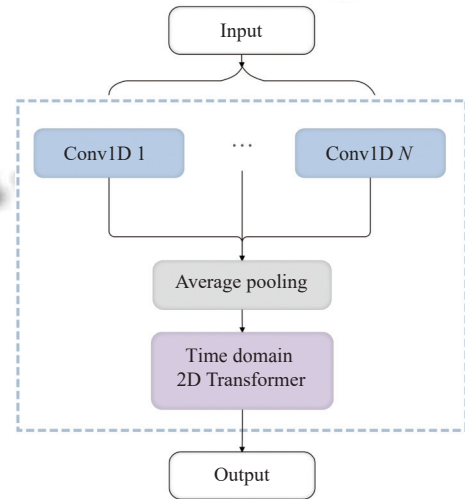 Input
Conv1D 1
...
Conv1D N
Average pooling
Time domain
2D Transformer
Output